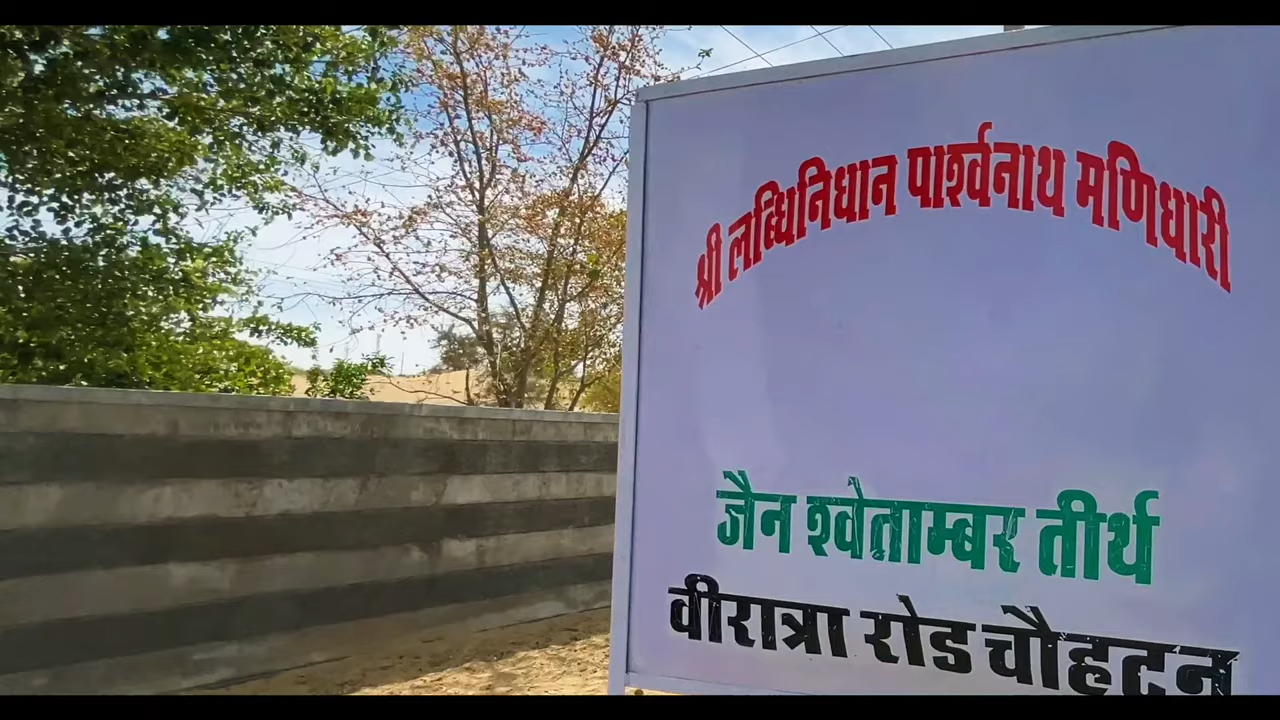 श्री लब्धिनिधान पार्श्वनाथ मणिधारी
जैन श्वेताम्बर तीर्थ
वीरात्रा रोड चौहटन